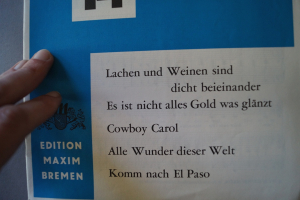 Lachen und Weinen sind
dicht beieinander
Es ist nicht alles Gold was glänzt
Cowboy Carol
Alle Wunder dieser Welt
Komm nach El Paso
EDITION
MAXIM
BREMEN